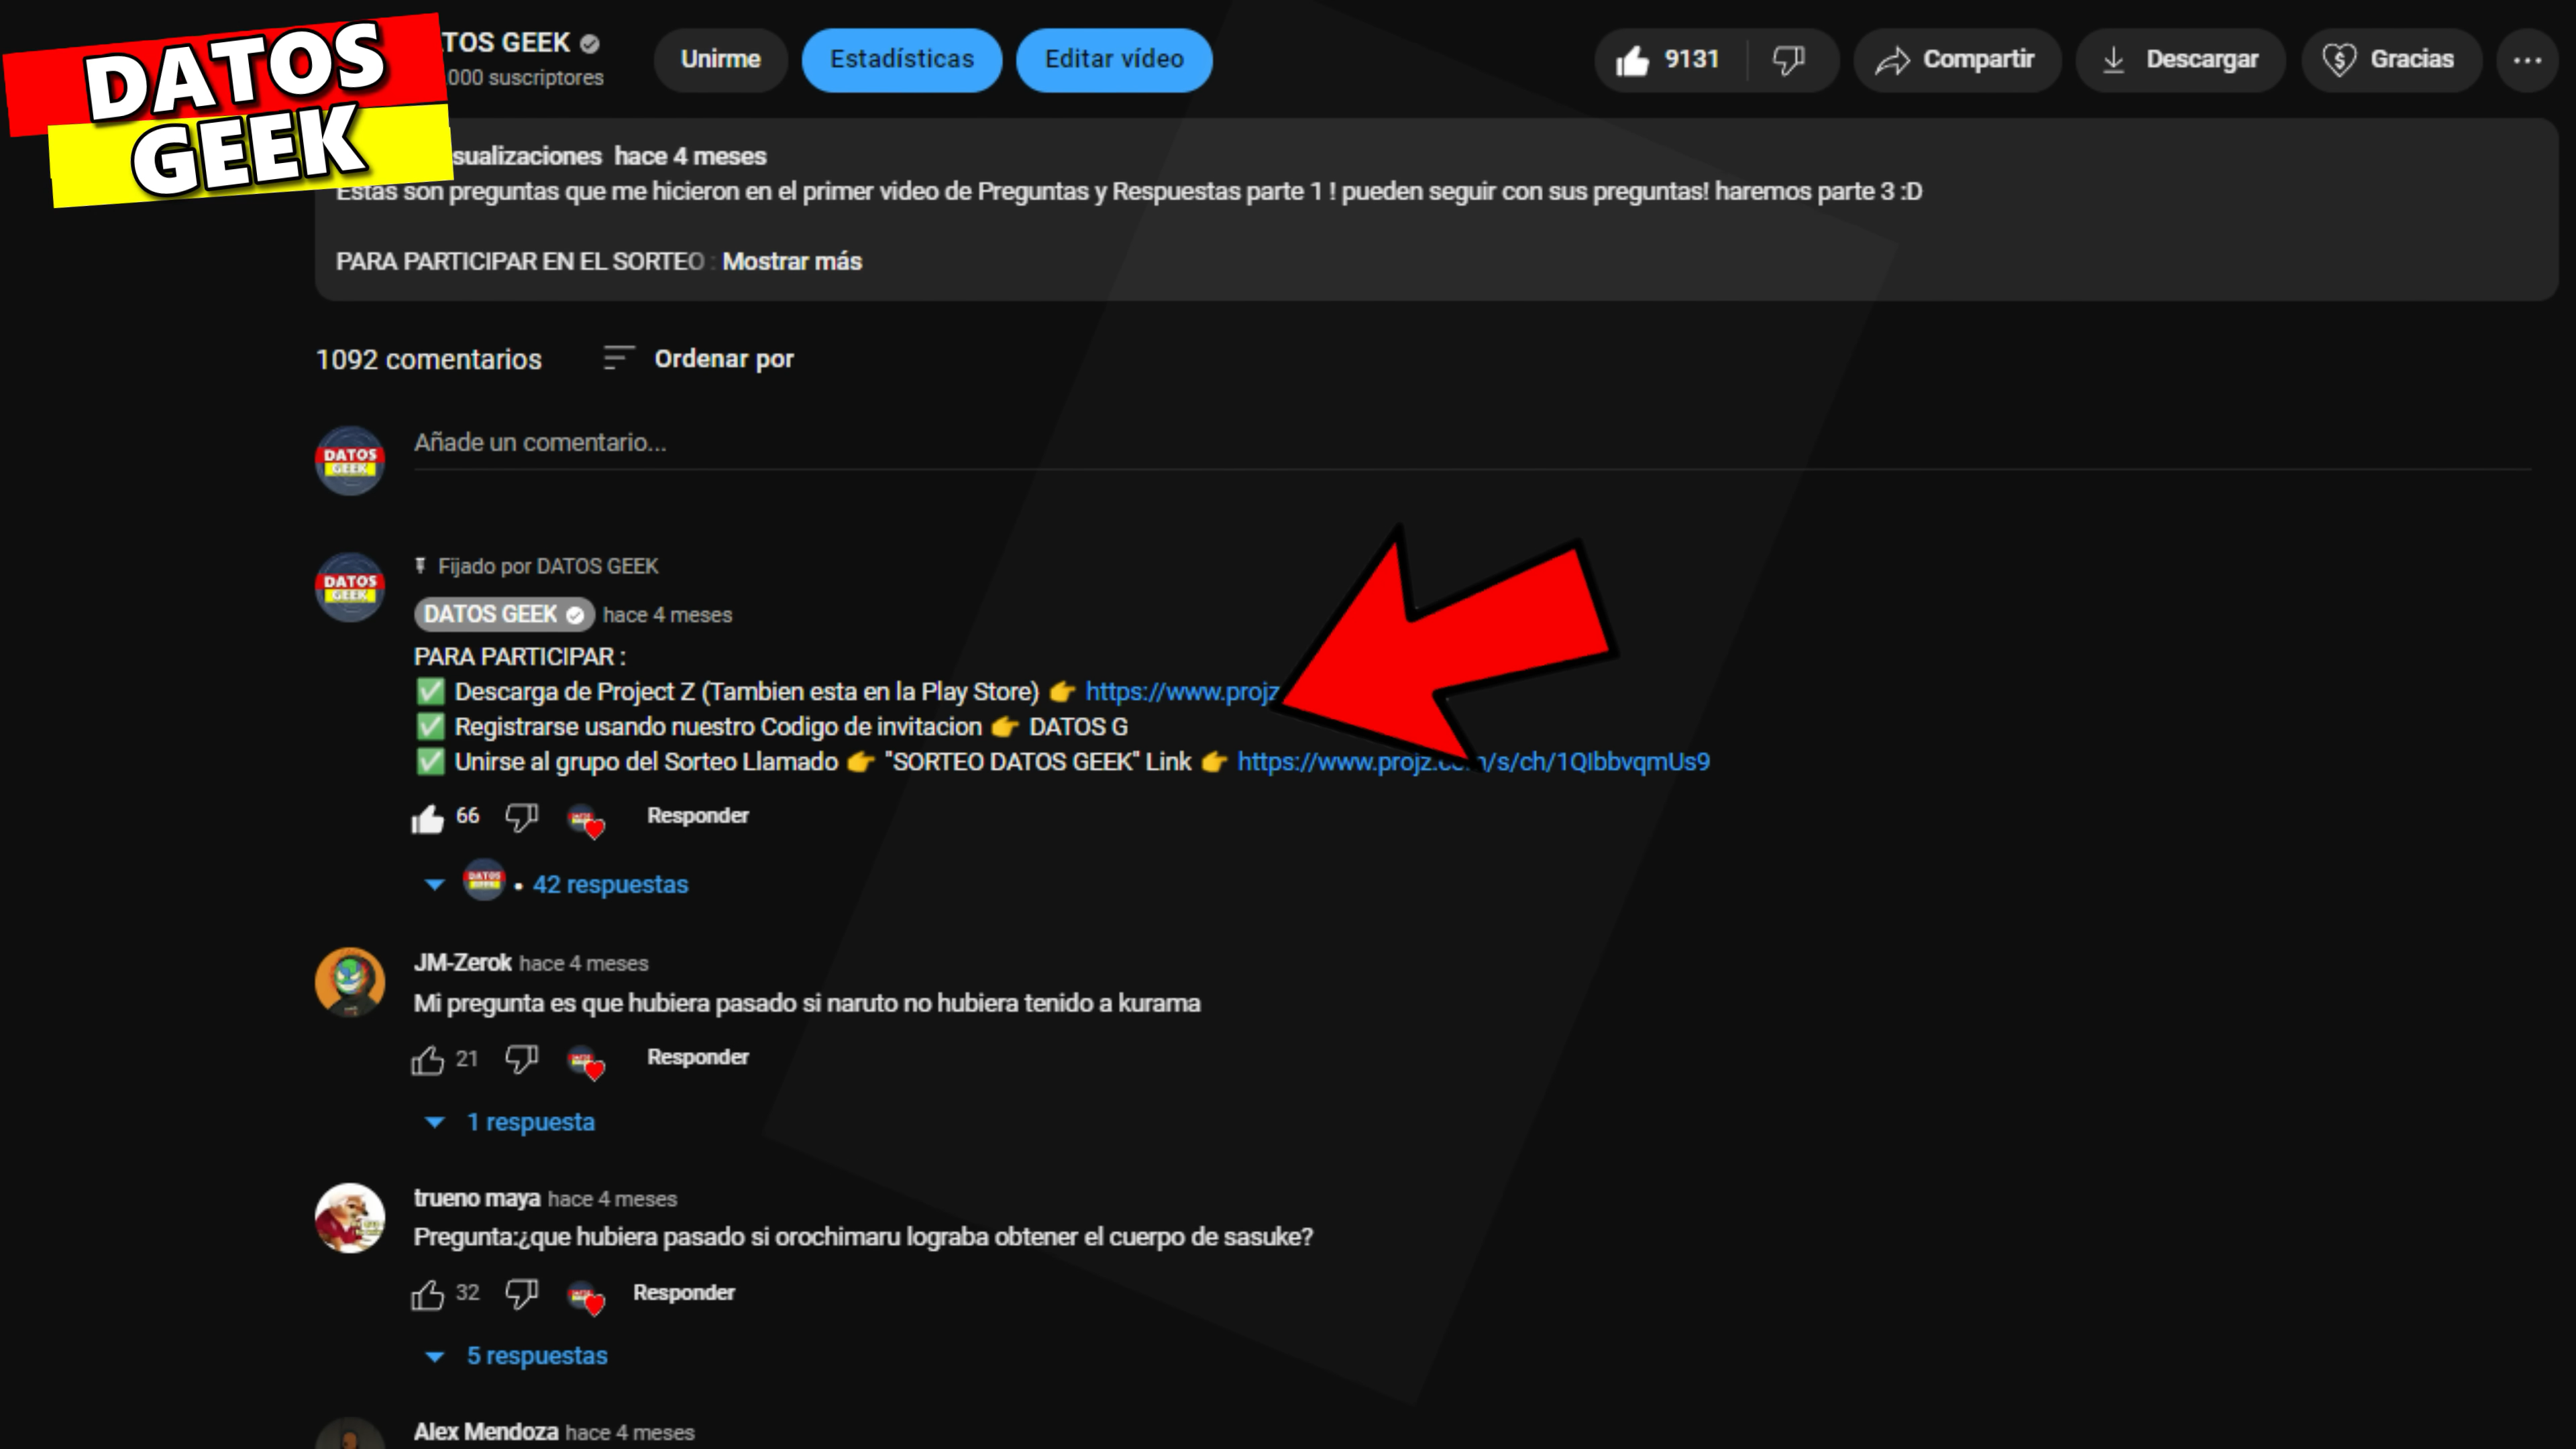 DATOS
GEEK
TOS GEEK
000 suscriptores
Unirme
Estadísticas
Editar vídeo
9131
Compartir
Descargar
Gracias
sualizaciones hace 4 meses
Estas son preguntas que me hicieron en el primer video de Preguntas y Respuestas parte 1 ! pueden seguir con sus preguntas! haremos parte 3 :D
PARA PARTICIPAR EN EL SORTEO : Mostrar más
1092 comentarios
Ordenar por
DATOS
GEEK
Añade un comentario...
DATOS
GEEK
Fijado por DATOS GEEK
DATOS GEEK hace 4 meses
PARA PARTICIPAR :
✅ Descarga de Project Z (Tambien esta en la Play Store) 👉 https://www.projz
✅ Registrarse usando nuestro Codigo de invitacion 👉 DATOS G
✅ Unirse al grupo del Sorteo Llamado 👉 "SORTEO DATOS GEEK" Link 👉 https://www.projz.com/s/ch/1QIbbvqmUs9
66
Responder
42 respuestas
JM-Zerok hace 4 meses
Mi pregunta es que hubiera pasado si naruto no hubiera tenido a kurama
21
Responder
1 respuesta
trueno maya hace 4 meses
Pregunta:¿que hubiera pasado si orochimaru lograba obtener el cuerpo de sasuke?
32
Responder
5 respuestas
Alex Mendoza hace 4 meses